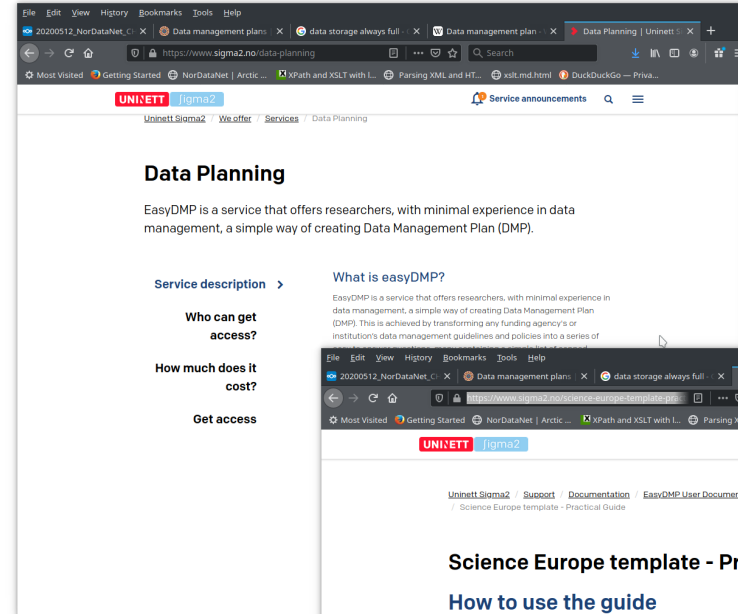 File Edit View History Bookmarks Tools Help
20200512_NorDataNet_C Data management plans data storage always full - Data management plan - Data Planning | Uninett Si
https://www.sigma2.no/data-planning Search
Most Visited Getting Started NorDataNet | Arctic ... XPath and XSLT with l... Parsing XML and HT... xslt.md.html DuckDuckGo — Priva...
UNINETT Sigma2 Service announcements
Uninett Sigma2 / We offer / Services / Data Planning
Data Planning
EasyDMP is a service that offers researchers, with minimal experience in data
management, a simple way of creating Data Management Plan (DMP).
Service description
Who can get
access?
How much does it
cost?
Get access
What is easyDMP?
EasyDMP is a service that offers researchers, with minimal experience in
data management, a simple way of creating Data Management Plan
(DMP). This is achieved by transforming any funding agency's or
institution's data management guidelines and policies into a series of
File Edit View History Bookmarks Tools Help
20200512_NorDataNet_C Data management plans data storage always full -
https://www.sigma2.no/science-europe-template-prac
Most Visited Getting Started NorDataNet | Arctic ... XPath and XSLT with l... Parsing X
UNINETT Sigma2
Uninett Sigma2 / Support / Documentation / EasyDMP User Documen
/ Science Europe template - Practical Guide
Science Europe template - Pr
How to use the guide